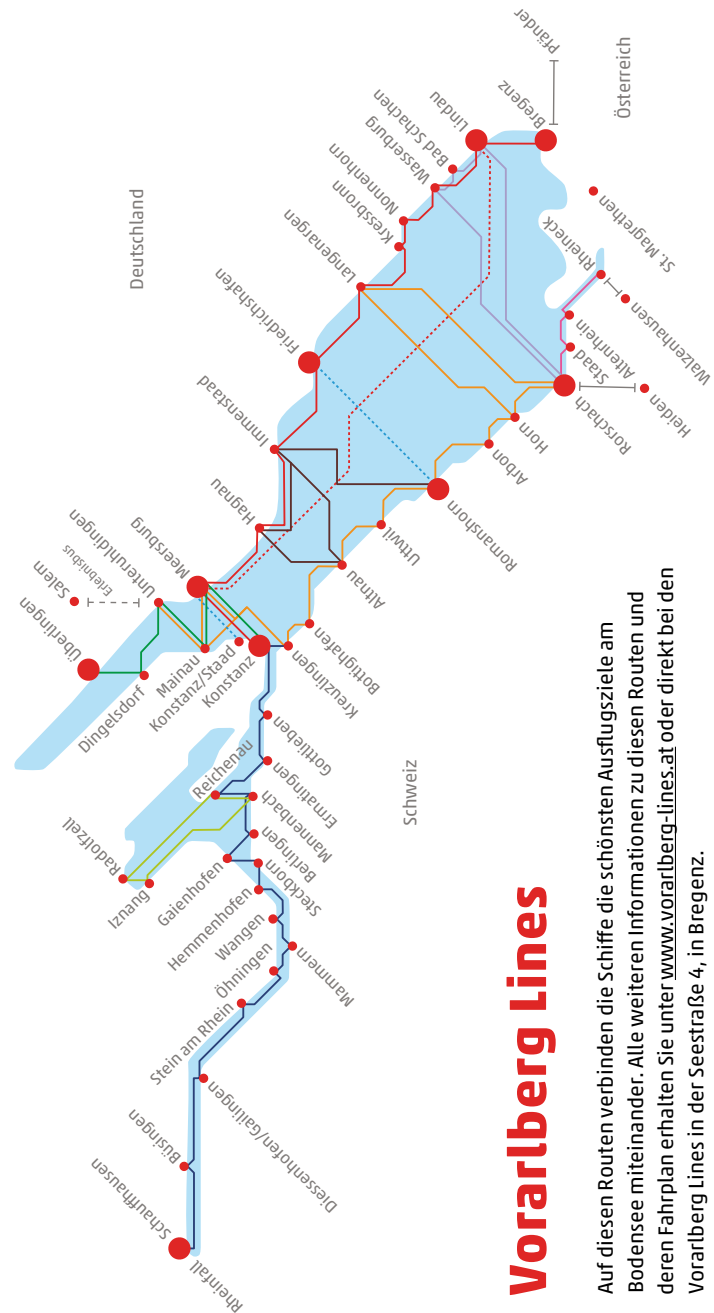 Deutschland
Österreich
Schweiz
Pfänder
Bregenz
Lindau
Bad Schachen
Wasserburg
Nonnenhorn
Kressbronn
Langenargen
Friedrichshafen
Immenstaad
Hagnau
Meersburg
Unteruhldingen
Erlebnisbus
Salem
Überlingen
Dingelsdorf
Mainau
Konstanz/Staad
Konstanz
Kreuzlingen
Bottighafen
Altnau
Uttwil
Romanshorn
Arbon
Horn
Rorschach
Heiden
Staad
Altenrhein
Walzenhausen
Rheineck
St. Magrethen
Gottlieben
Ermatingen
Reichenau
Mannenbach
Berlingen
Radolfzell
Iznang
Gaienhofen
Steckborn
Hemmenhofen
Wangen
Mammern
Öhningen
Stein am Rhein
Diessenhofen/Gailingen
Büsingen
Schauffhausen
Rheinfall
Vorarlberg Lines
Auf diesen Routen verbinden die Schiffe die schönsten Ausflugsziele am
Bodensee miteinander. Alle weiteren Informationen zu diesen Routen und
deren Fahrplan erhalten Sie unter www.vorarlberg-lines.at oder direkt bei den
Vorarlberg Lines in der Seestraße 4, in Bregenz.